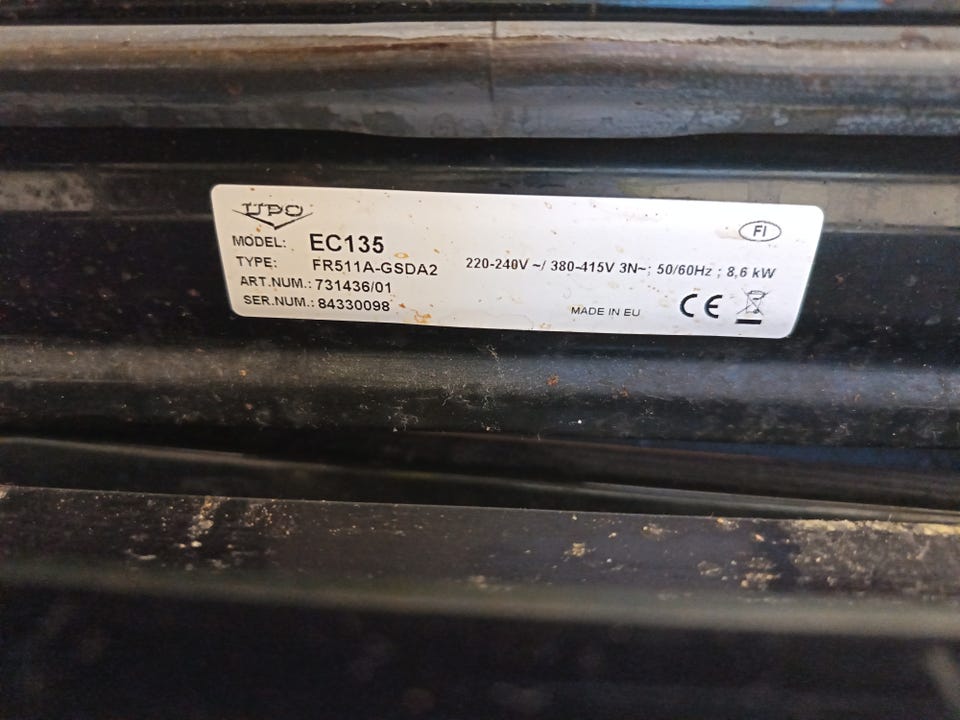 UPO
FI
MODEL: EC135
TYPE: FR511A-GSDA2 220-240V ~/ 380-415V 3N~; 50/60Hz ; 8,6 kW
ART.NUM.: 731436/01
SER.NUM.: 84330098 MADE IN EU CE